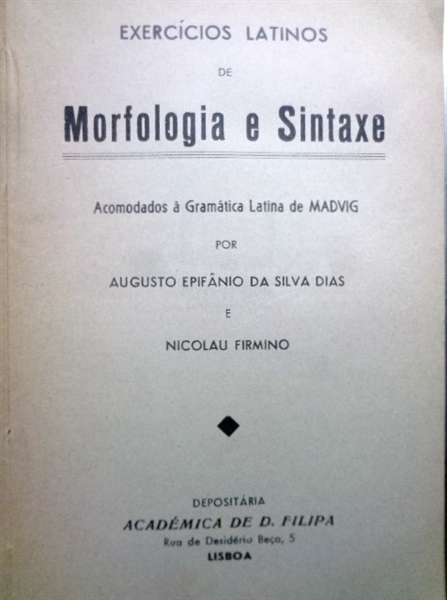 EXERCÍCIOS LATINOS
DE
Morfologia e Sintaxe
Acomodados à Gramática Latina de MADVIG
POR
AUGUSTO EPIFÂNIO DA SILVA DIAS
E
NICOLAU FIRMINO
DEPOSITÁRIA
ACADÉMICA DE D. FILIPA
Rua de Desidério Beça, 5
LISBOA